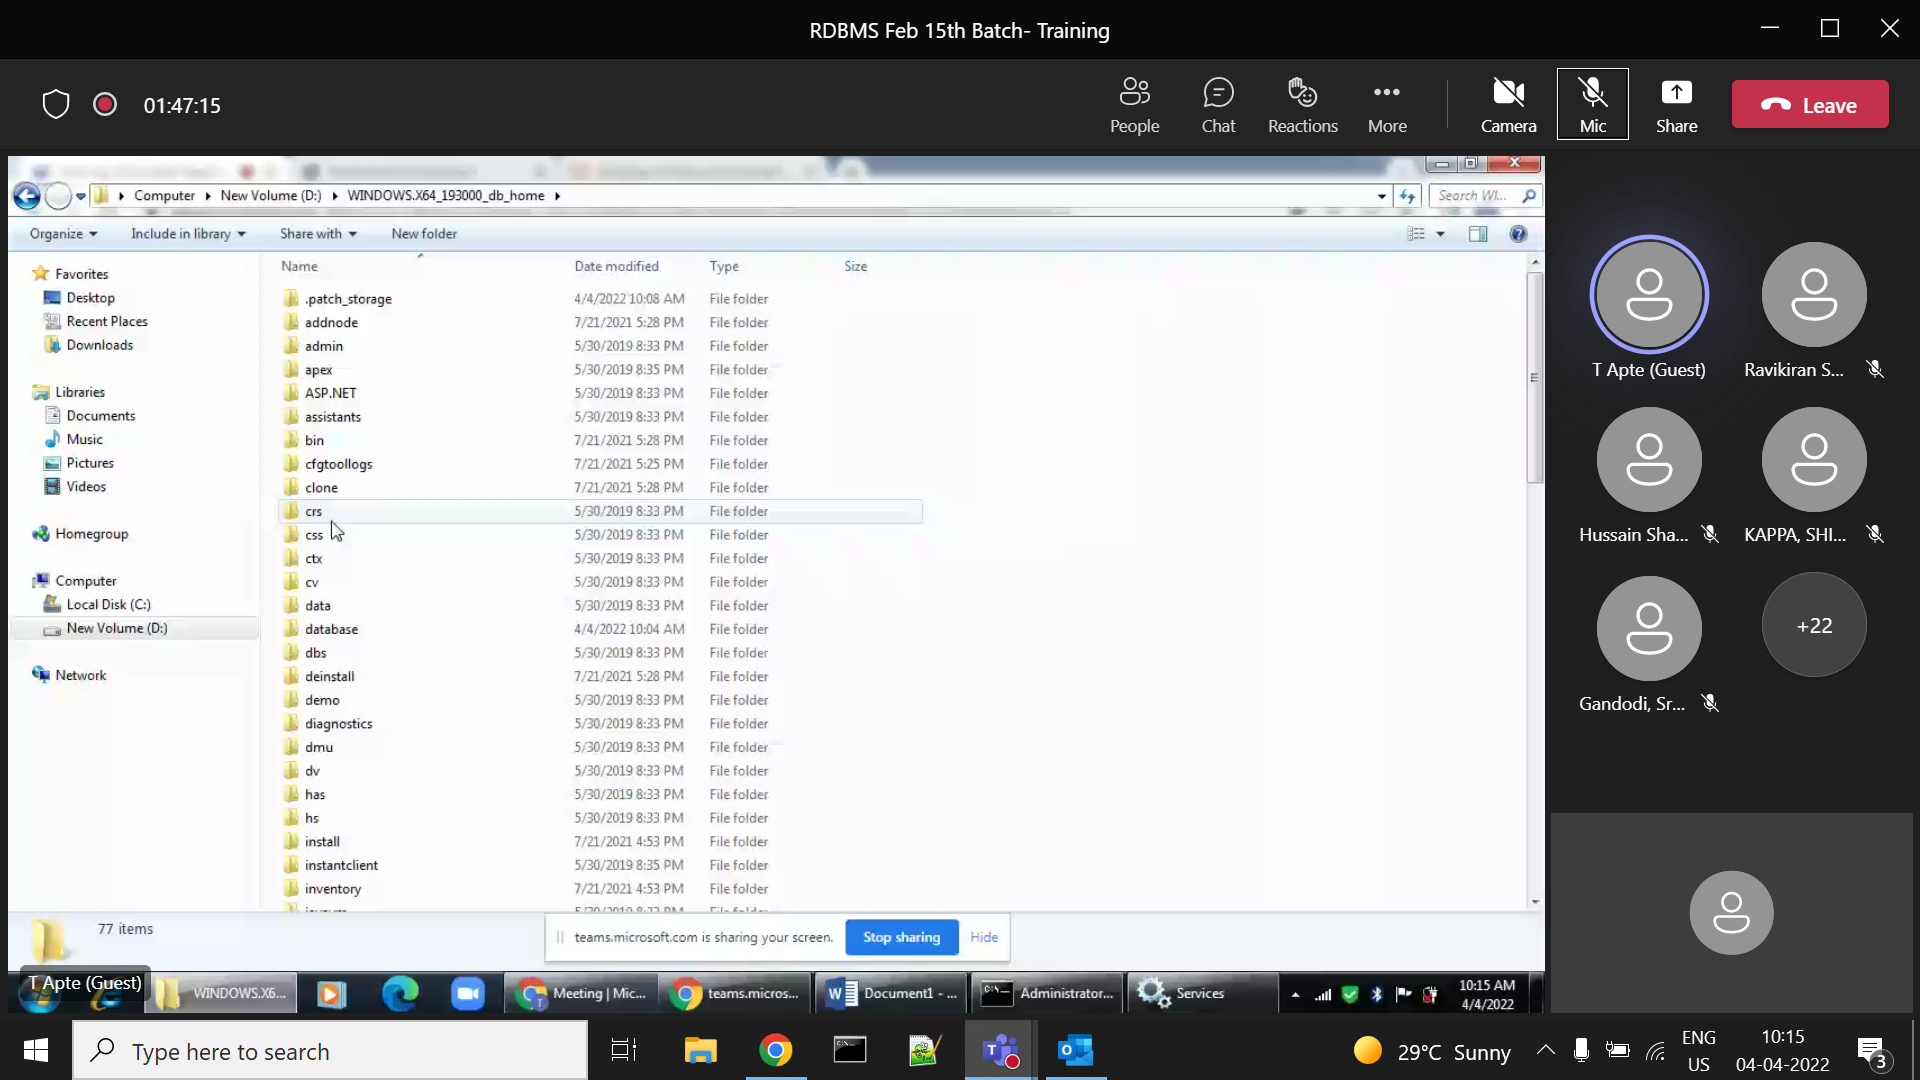 RDBMS Feb 15th Batch- Training
01:47:15
People
Chat
Reactions
More
Camera
Mic
Share
Leave
Computer
New Volume (D:)
WINDOWS.X64_193000_db_home
Search WI...
Organize
Include in library
Share with
New folder
Favorites
Desktop
Recent Places
Downloads
Libraries
Documents
Music
Pictures
Videos
Homegroup
Computer
Local Disk (C:)
New Volume (D:)
Network
Name Date modified Type Size
.patch_storage 4/4/2022 10:08 AM File folder
addnode 7/21/2021 5:28 PM File folder
admin 5/30/2019 8:33 PM File folder
apex 5/30/2019 8:35 PM File folder
ASP.NET 5/30/2019 8:33 PM File folder
assistants 5/30/2019 8:33 PM File folder
bin 7/21/2021 5:28 PM File folder
cfgtoollogs 7/21/2021 5:25 PM File folder
clone 7/21/2021 5:28 PM File folder
crs 5/30/2019 8:33 PM File folder
css 5/30/2019 8:33 PM File folder
ctx 5/30/2019 8:33 PM File folder
cv 5/30/2019 8:33 PM File folder
data 5/30/2019 8:33 PM File folder
database 4/4/2022 10:04 AM File folder
dbs 5/30/2019 8:33 PM File folder
deinstall 7/21/2021 5:28 PM File folder
demo 5/30/2019 8:33 PM File folder
diagnostics 5/30/2019 8:33 PM File folder
dmu 5/30/2019 8:33 PM File folder
dv 5/30/2019 8:33 PM File folder
has 5/30/2019 8:33 PM File folder
hs 5/30/2019 8:33 PM File folder
install 7/21/2021 4:53 PM File folder
instantclient 5/30/2019 8:35 PM File folder
inventory 7/21/2021 4:53 PM File folder
77 items
teams.microsoft.com is sharing your screen.
Stop sharing
Hide
T Apte (Guest)
WINDOWS.X6...
Meeting | Mic...
teams.micros...
Document1 - ...
Administrator...
Services
10:15 AM
4/4/2022
T Apte (Guest)
Ravikiran S...
Hussain Sha...
KAPPA, SHI...
Gandodi, Sr...
+22
Type here to search
29°C Sunny
ENG
US
10:15
04-04-2022
3